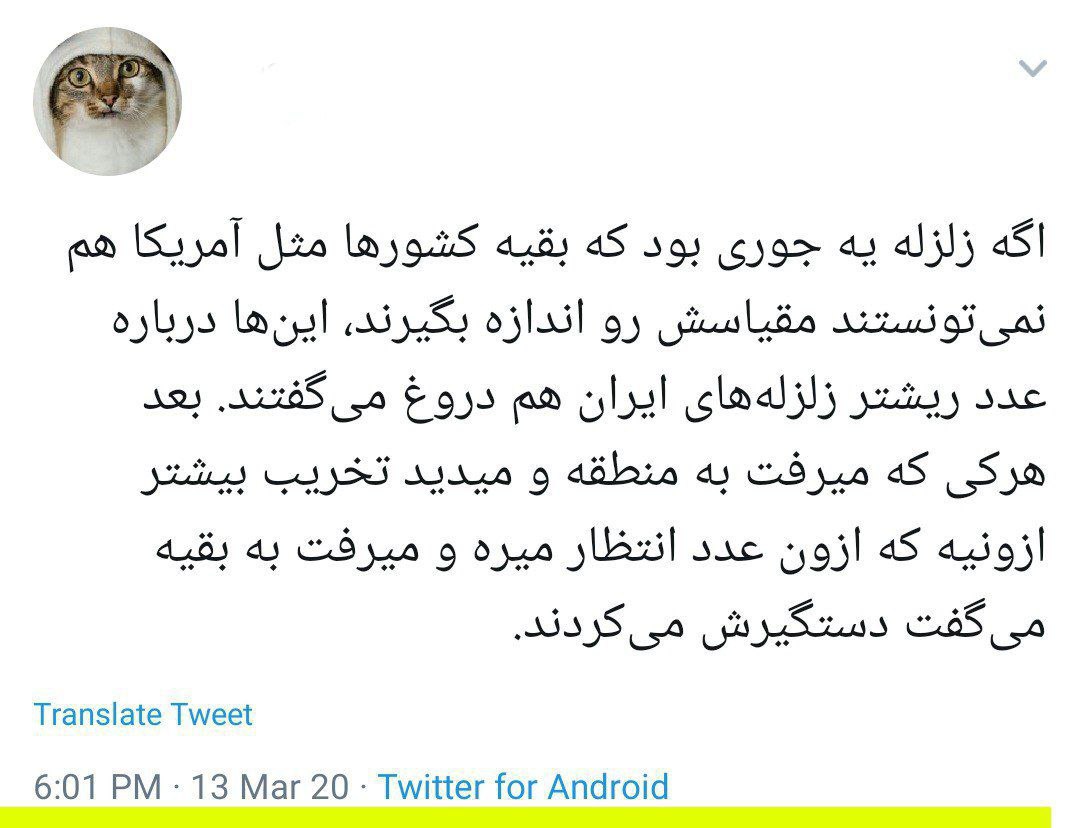 اگه زلزله یه جوری بود که بقیه کشورها مثل آمریکا هم
نمی‌تونستند مقیاسش رو اندازه بگیرند، این‌ها درباره
عدد ریشتر زلزله‌های ایران هم دروغ می‌گفتند. بعد
هرکی که میرفت به منطقه و میدید تخریب بیشتر
ازونیه که ازون عدد انتظار میره و میرفت به بقیه
می‌گفت دستگیرش می‌کردند.
Translate Tweet
6:01 PM · 13 Mar 20 · Twitter for Android